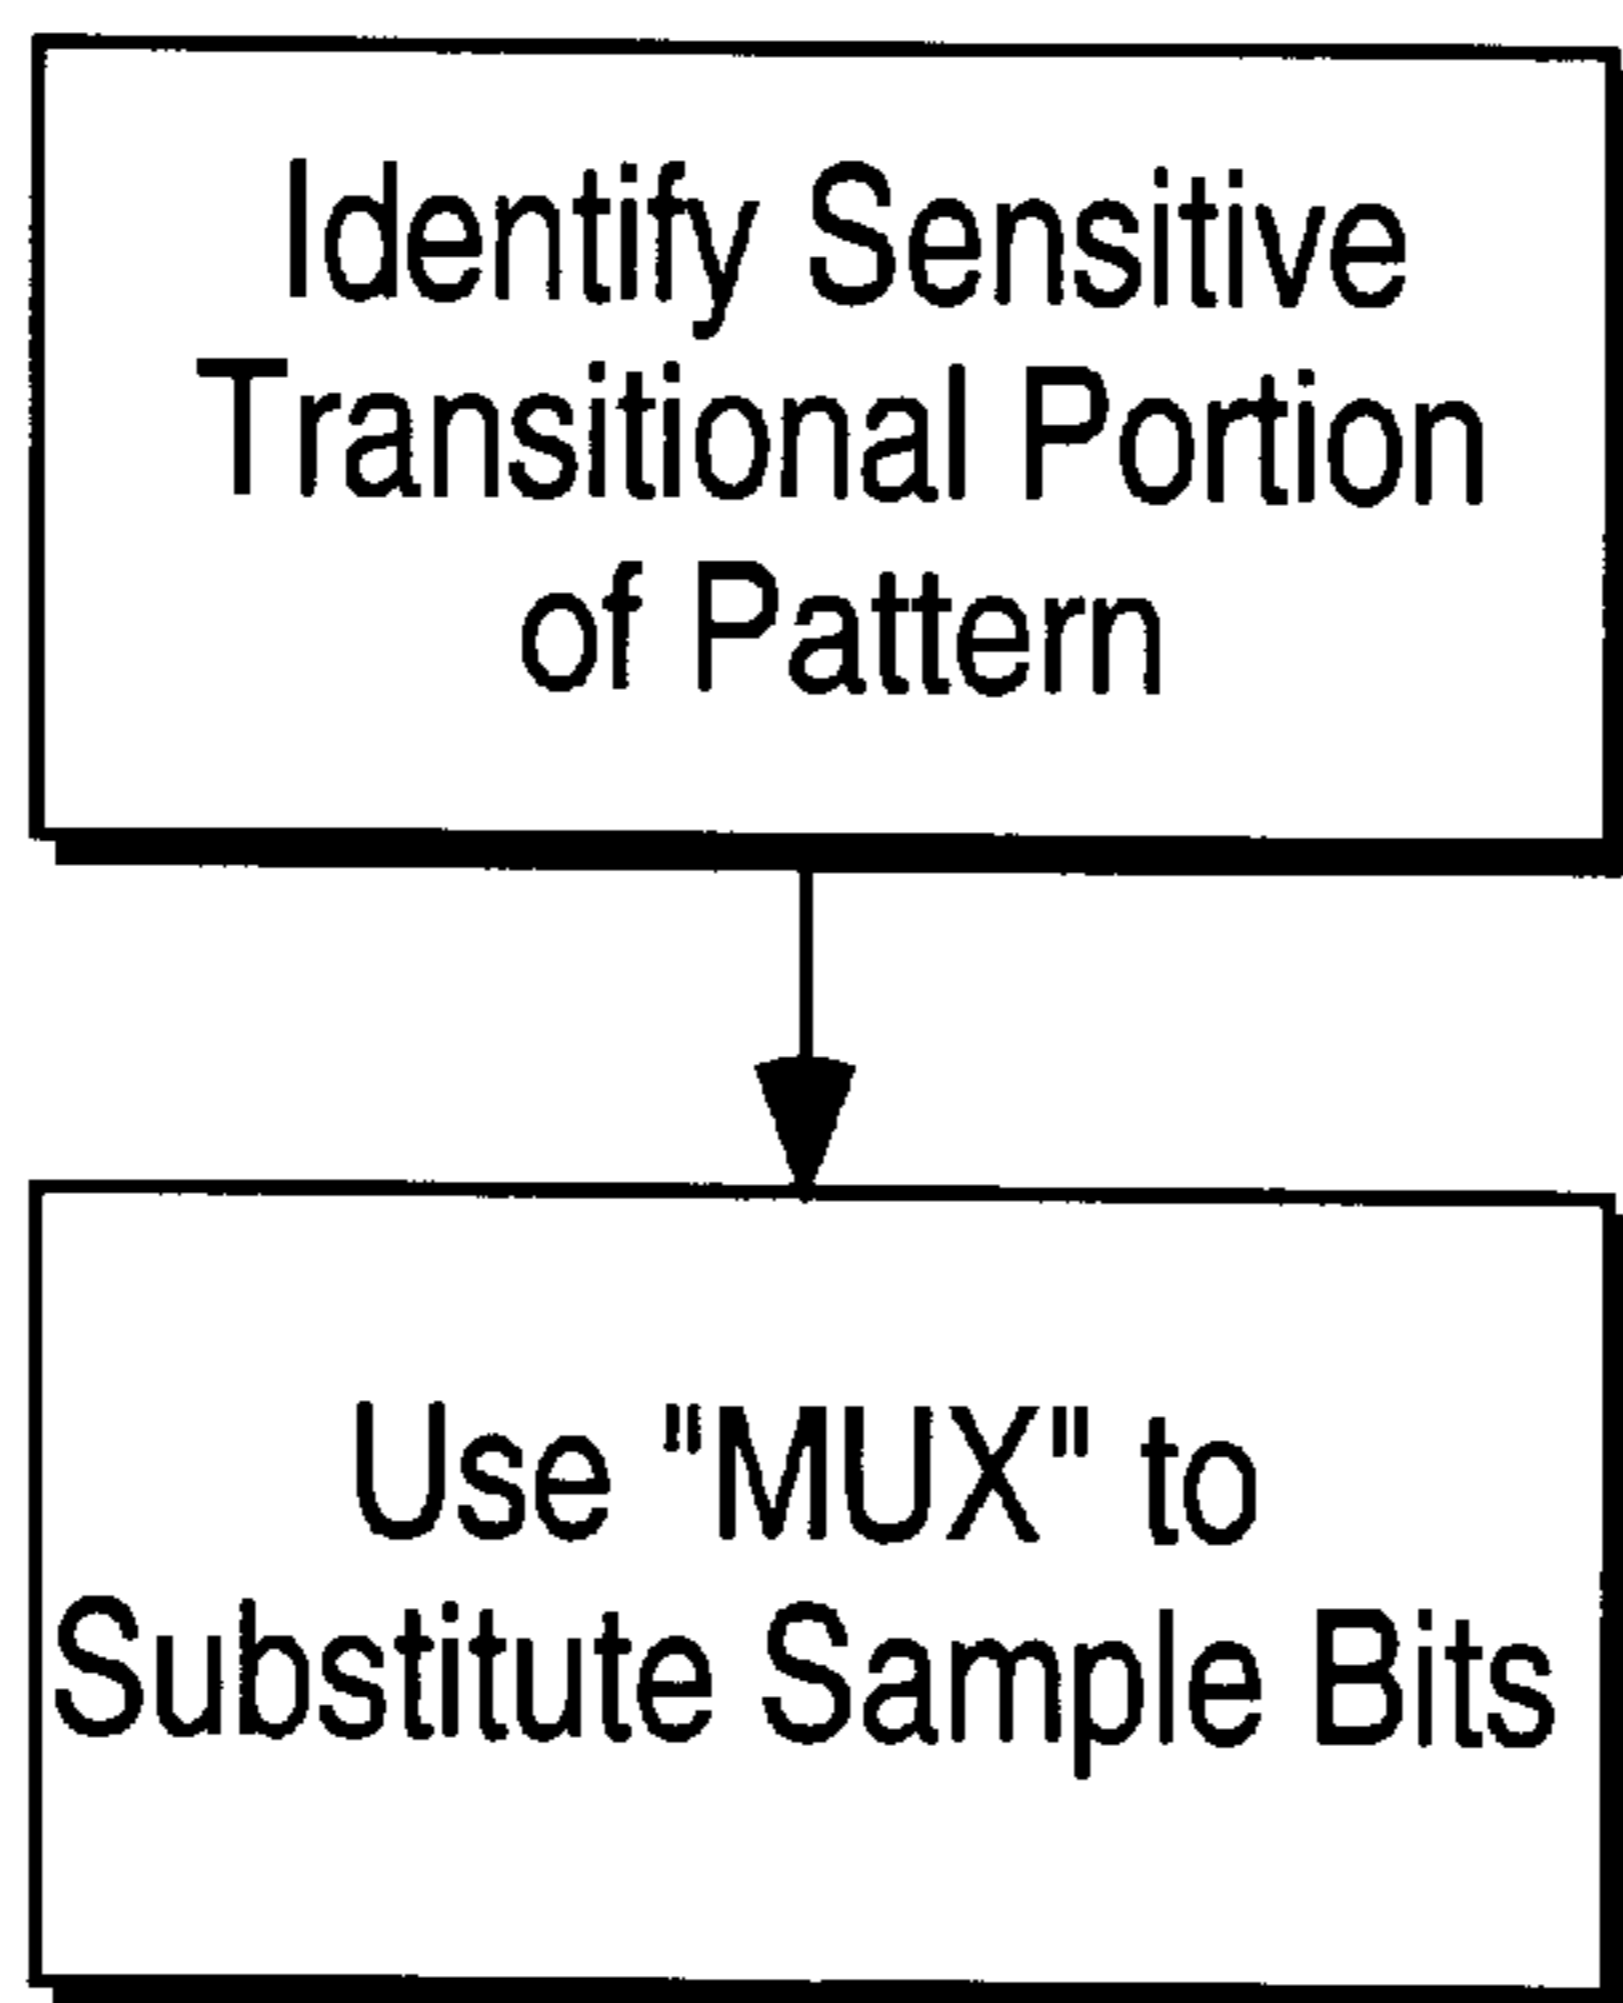 Identify Sensitive
Transitional Portion
of Pattern
Use "MUX" to
Substitute Sample Bits